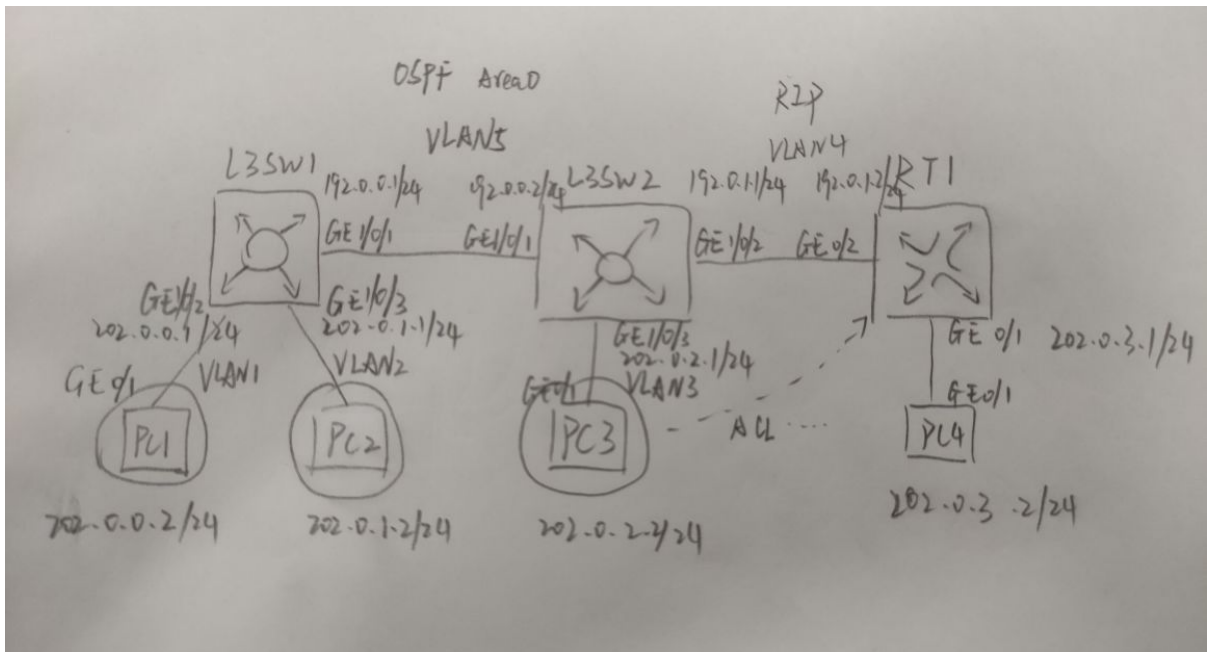 OSPF Area0
RIP
VLAN5
VLAN4
L3SW1
L3SW2
RT1
192.0.0.1/24
192.0.0.2/24
192.0.1.1/24
192.0.1.2/24
GE1/0/1
GE1/0/1
GE1/0/2
GE0/2
GE1/0/2
GE1/0/3
202.0.0.1/24
202.0.1.1/24
GE1/0/3
202.0.2.1/24
GE0/1
202.0.3.1/24
GE0/1
VLAN1
VLAN2
GE0/1
VLAN3
GE0/1
ACL
PC1
PC2
PC3
PC4
202.0.0.2/24
202.0.1.2/24
202.0.2.2/24
202.0.3.2/24